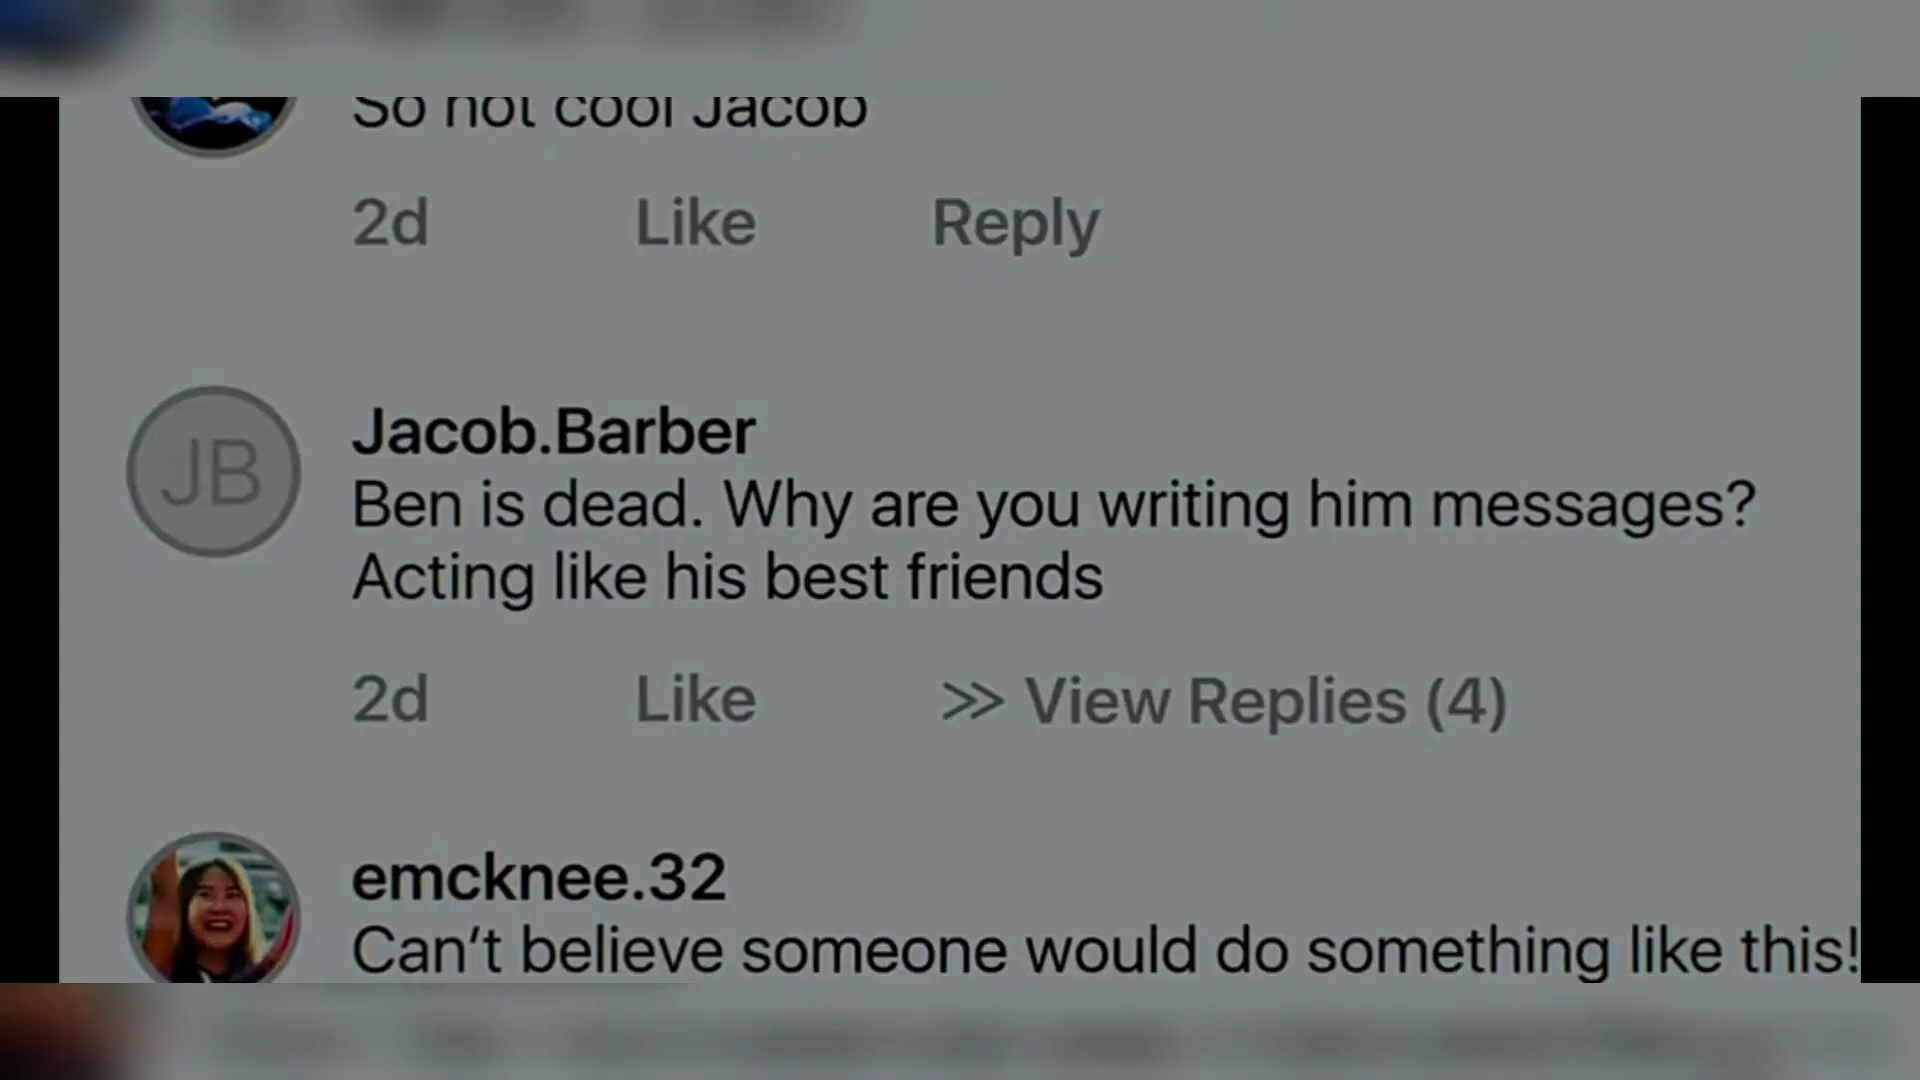 So not cool Jacob
2d Like Reply
JB
Jacob.Barber
Ben is dead. Why are you writing him messages?
Acting like his best friends
2d Like >> View Replies (4)
emcknee.32
Can't believe someone would do something like this!